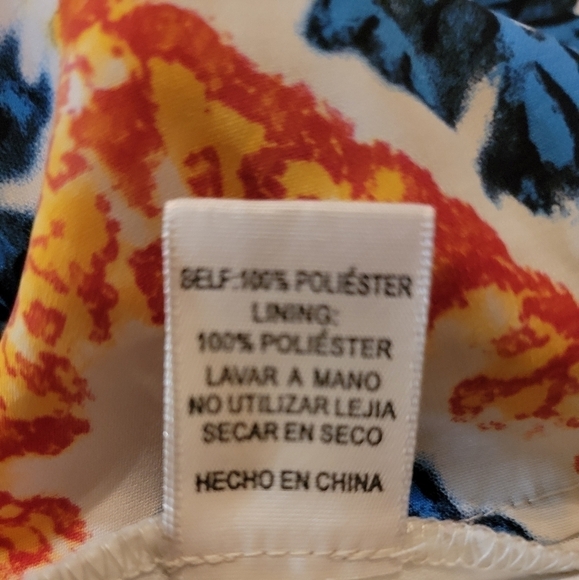 SELF:100% POLIÉSTER
LINING:
100% POLIÉSTER
LAVAR A MANO
NO UTILIZAR LEJIA
SECAR EN SECO
HECHO EN CHINA